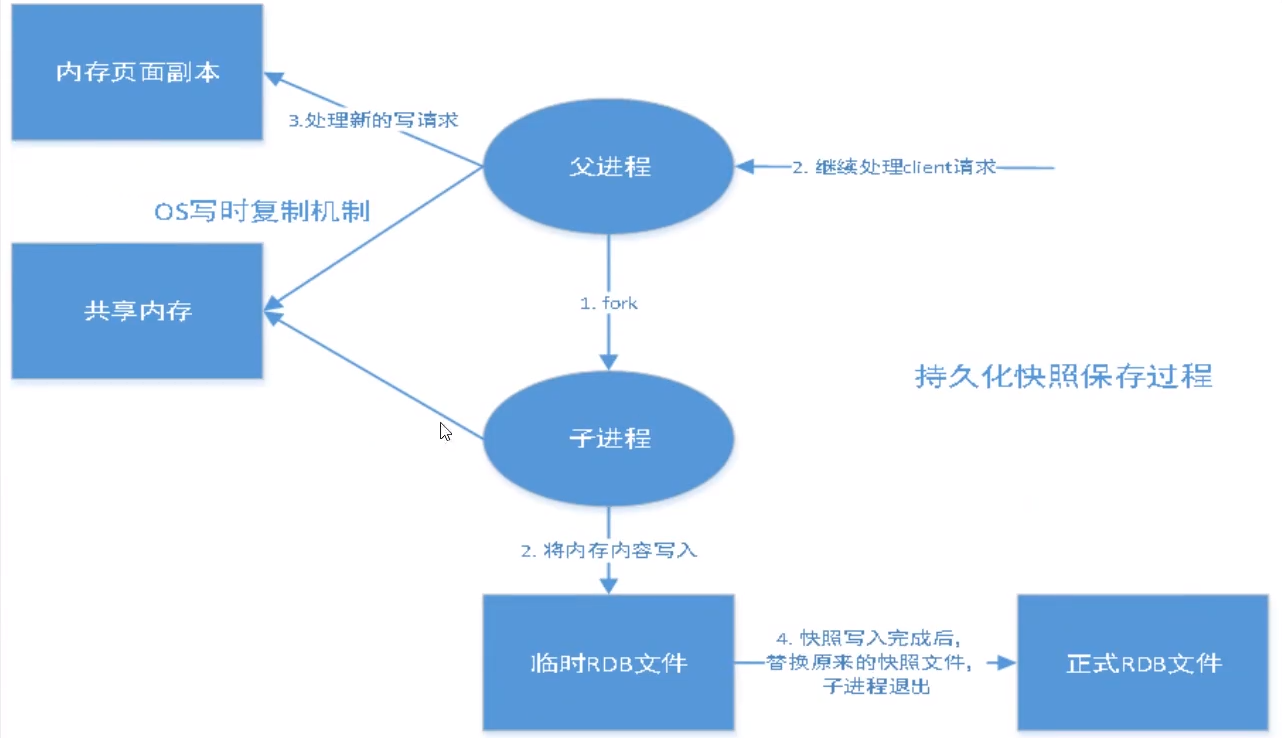 内存页面副本
3.处理新的写请求
父进程
2. 继续处理client请求
OS写时复制机制
共享内存
1. fork
持久化快照保存过程
子进程
2. 将内存内容写入
临时RDB文件
4. 快照写入完成后,
替换原来的快照文件,
子进程退出
正式RDB文件